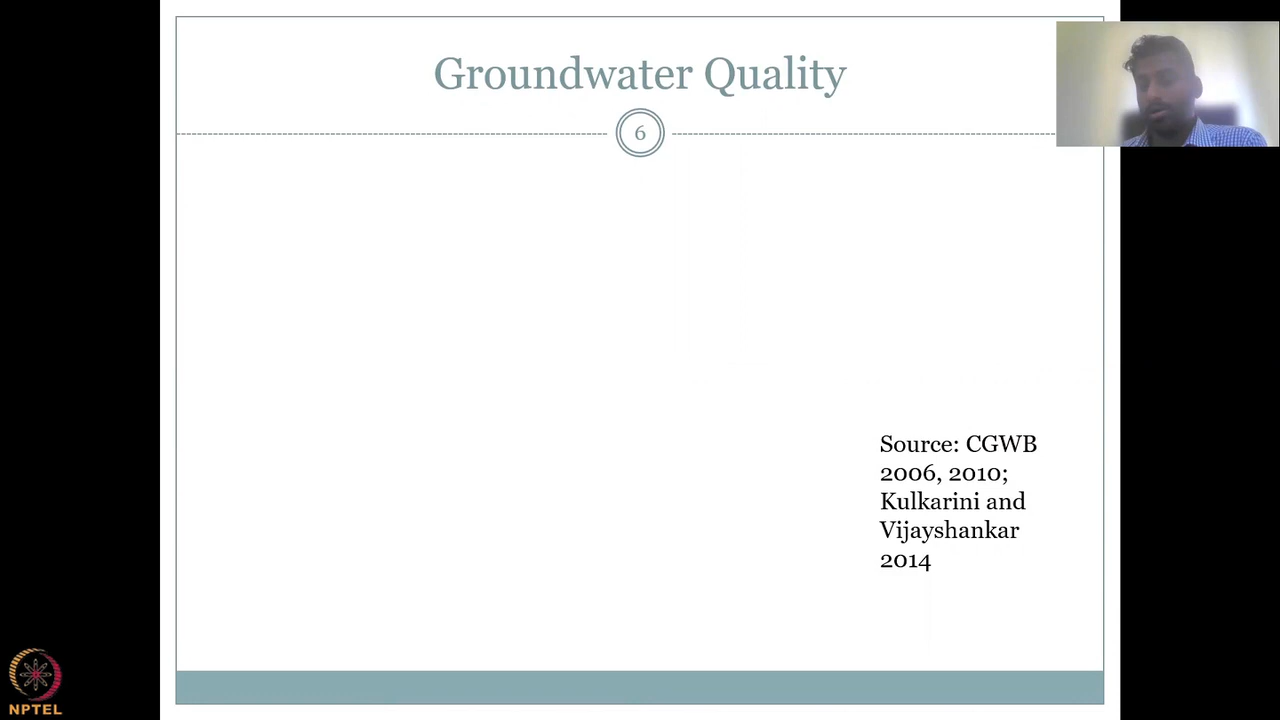 Groundwater Quality
6
Source: CGWB
2006, 2010;
Kulkarini and
Vijayshankar
2014
NPTEL